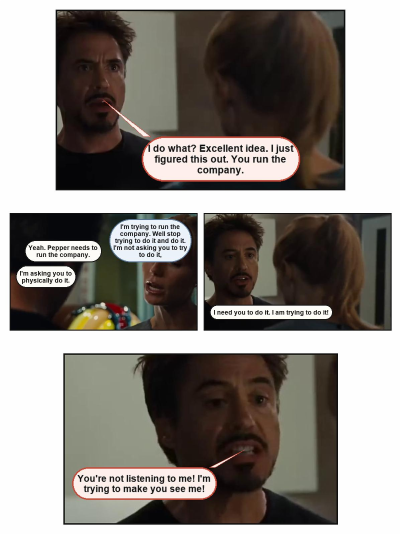 I do what? Excellent idea. I just
figured this out. You run the
company.
Yeah. Pepper needs to
run the company.
I'm trying to run the
company. Well stop
trying to do it and do it.
I'm not asking you to try
to do it,
I'm asking you to
physically do it.
I need you to do it. I am trying to do it!
You're not listening to me! I'm
trying to make you see me!